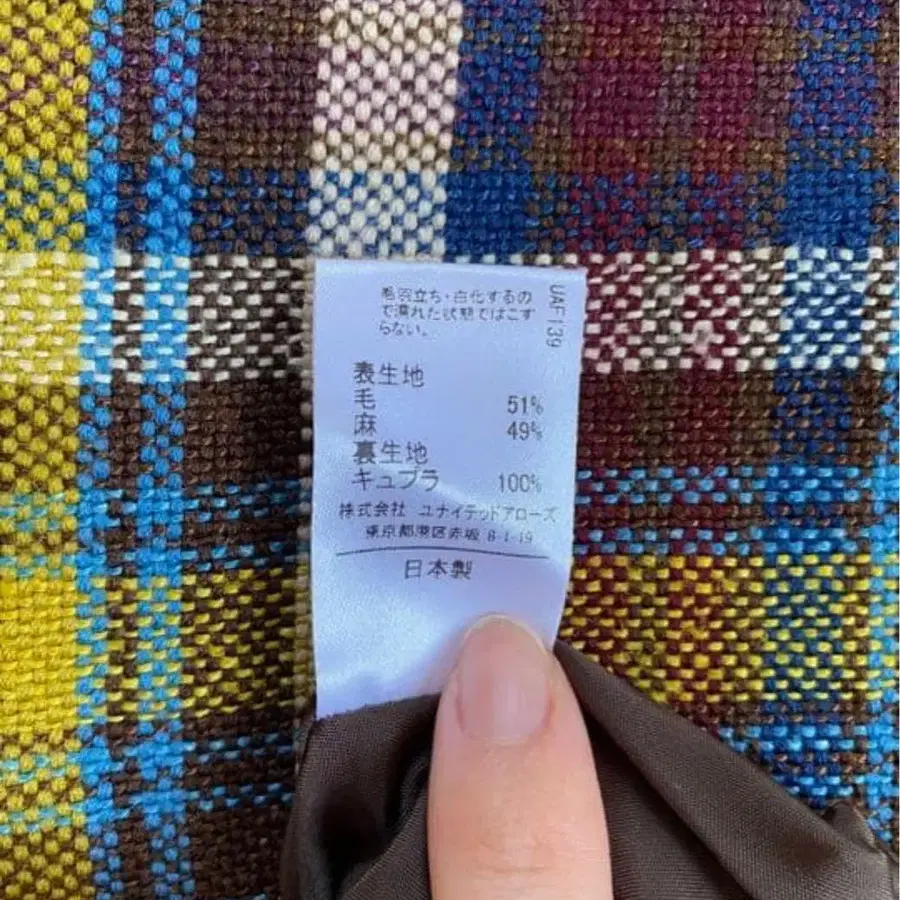 毛羽立ち・白化するの
で濡れた状態ではこす
らない。
UAF139
表生地
毛 51%
麻 49%
裏生地
キュプラ 100%
株式会社 ユナイテッドアローズ
東京都港区赤坂 8-1-19
日本製